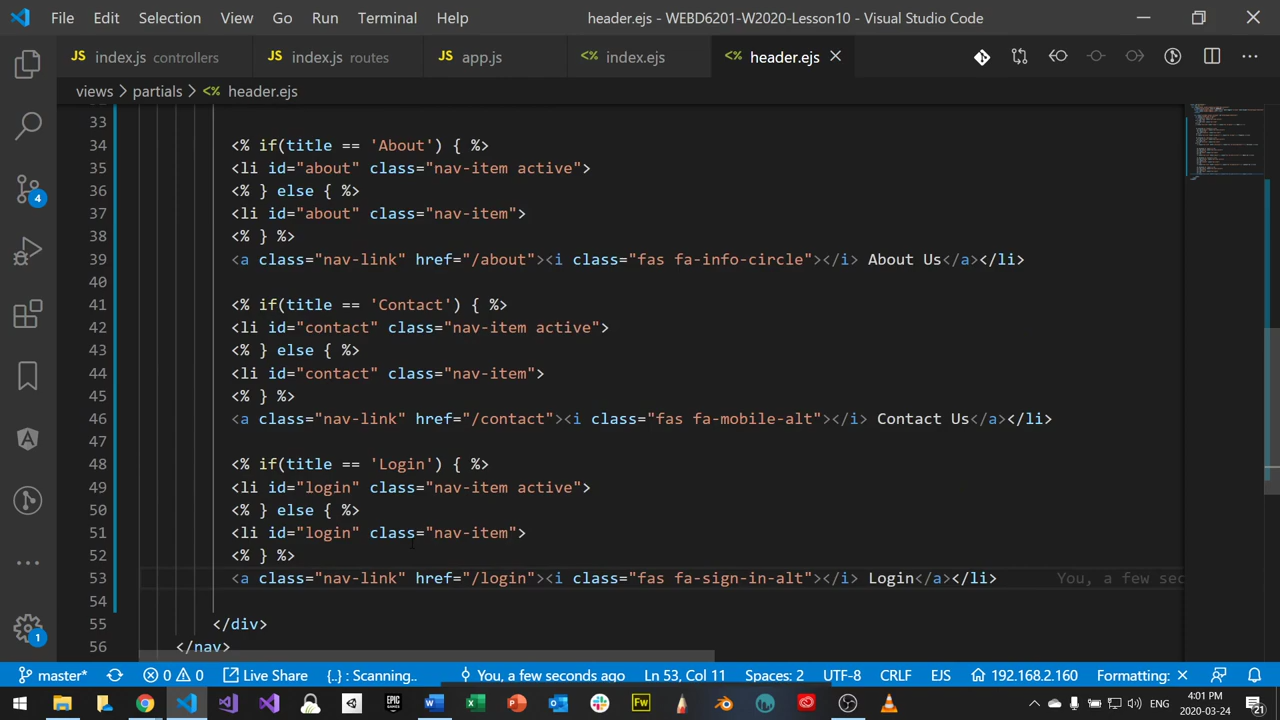 File Edit Selection View Go Run Terminal Help header.ejs - WEBD6201-W2020-Lesson10 - Visual Studio Code
JS index.js controllers JS index.js routes JS app.js <% index.ejs <% header.ejs
views > partials > <% header.ejs
33
34 <% if(title == 'About') { %>
35 <li id="about" class="nav-item active">
36 <% } else { %>
37 <li id="about" class="nav-item">
38 <% } %>
39 <a class="nav-link" href="/about"><i class="fas fa-info-circle"></i> About Us</a></li>
40
41 <% if(title == 'Contact') { %>
42 <li id="contact" class="nav-item active">
43 <% } else { %>
44 <li id="contact" class="nav-item">
45 <% } %>
46 <a class="nav-link" href="/contact"><i class="fas fa-mobile-alt"></i> Contact Us</a></li>
47
48 <% if(title == 'Login') { %>
49 <li id="login" class="nav-item active">
50 <% } else { %>
51 <li id="login" class="nav-item">
52 <% } %>
53 <a class="nav-link" href="/login"><i class="fas fa-sign-in-alt"></i> Login</a></li> You, a few sec
54
55 </div>
56 </nav>
4
1
master* 0 0 Live Share {..} : Scanning.. You, a few seconds ago Ln 53, Col 11 Spaces: 2 UTF-8 CRLF EJS 192.168.2.160 Formatting: ×
EPIC GAMES Fw ENG 4:01 PM
2020-03-24 21